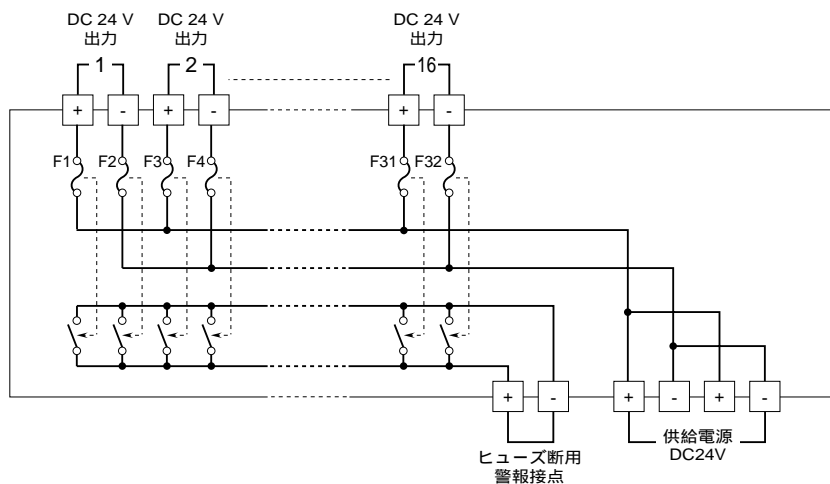 DC 24 V
出力
1
DC 24 V
出力
2
DC 24 V
出力
16
+ - + - + -
F1 F2 F3 F4 F31 F32
+ - + - + -
ヒューズ断用
警報接点
供給電源
DC24V